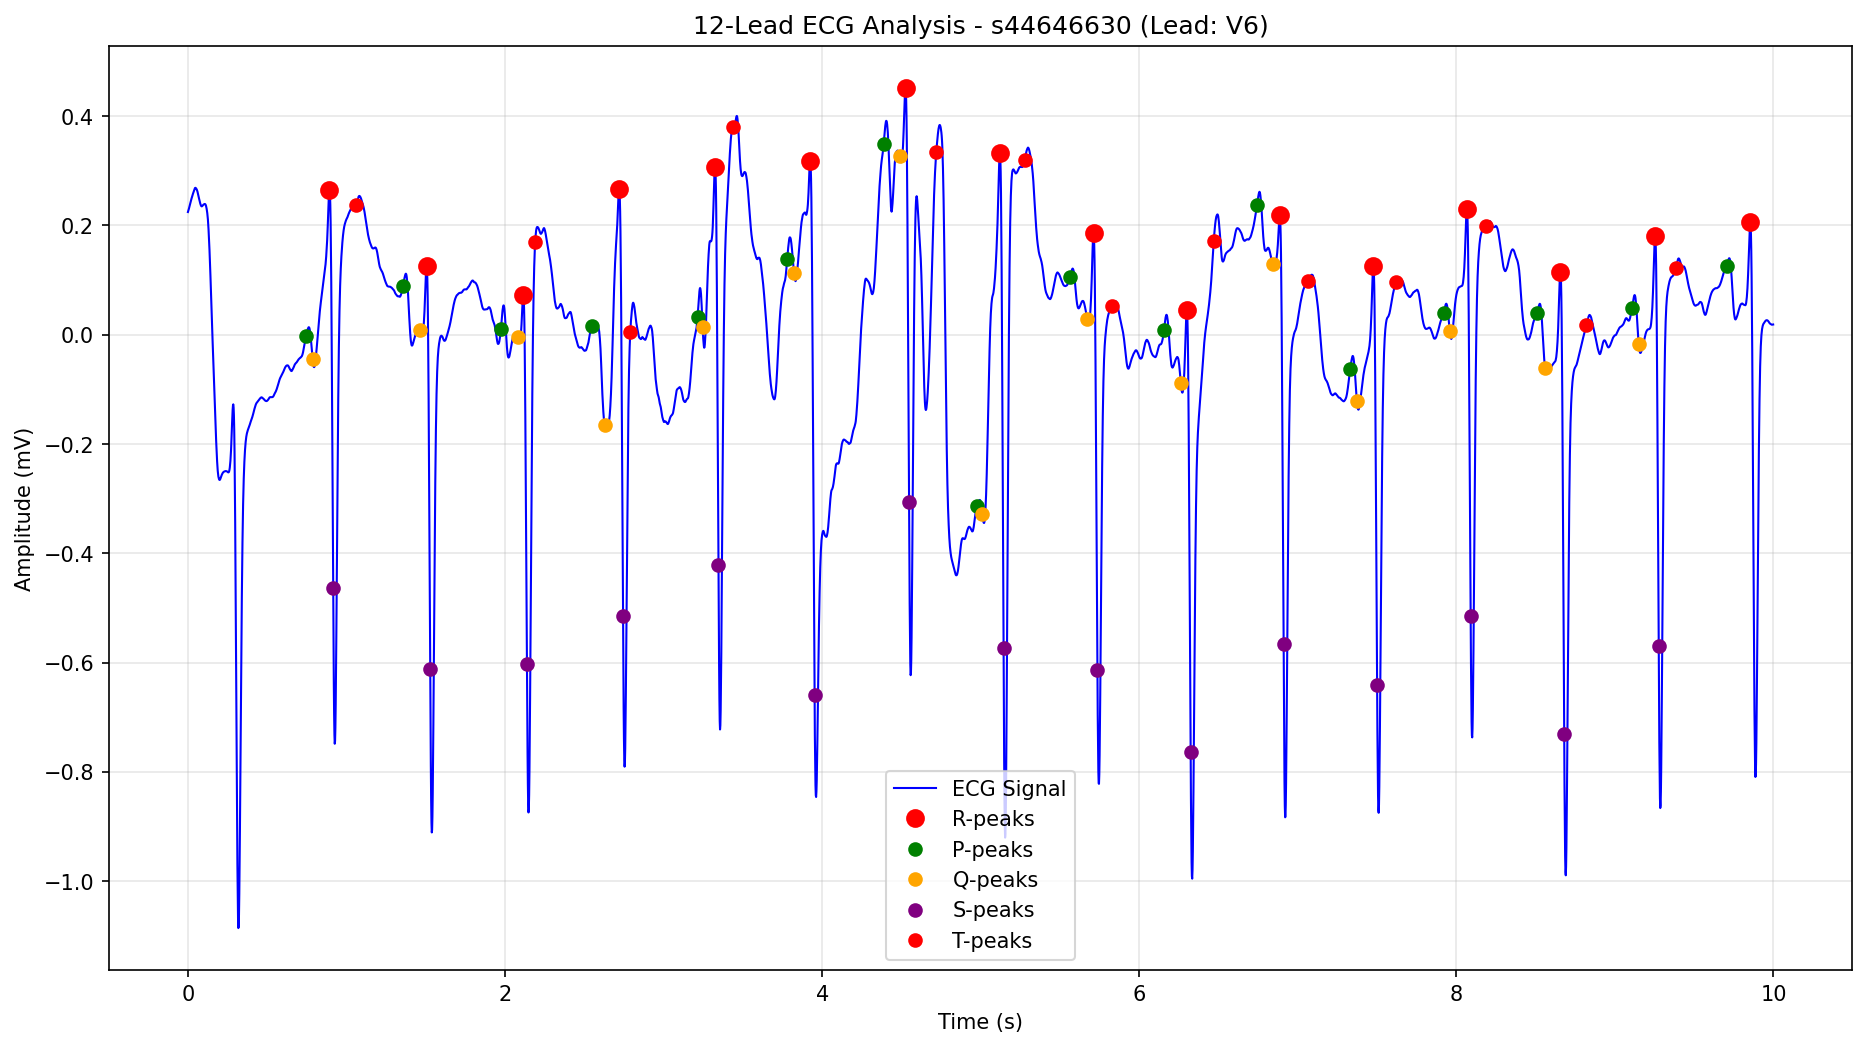 12-Lead ECG Analysis - s44646630 (Lead: V6)
Amplitude (mV)
0.4
0.2
0.0
−0.2
−0.4
−0.6
−0.8
−1.0
ECG Signal
R-peaks
P-peaks
Q-peaks
S-peaks
T-peaks
0 2 4 6 8 10
Time (s)